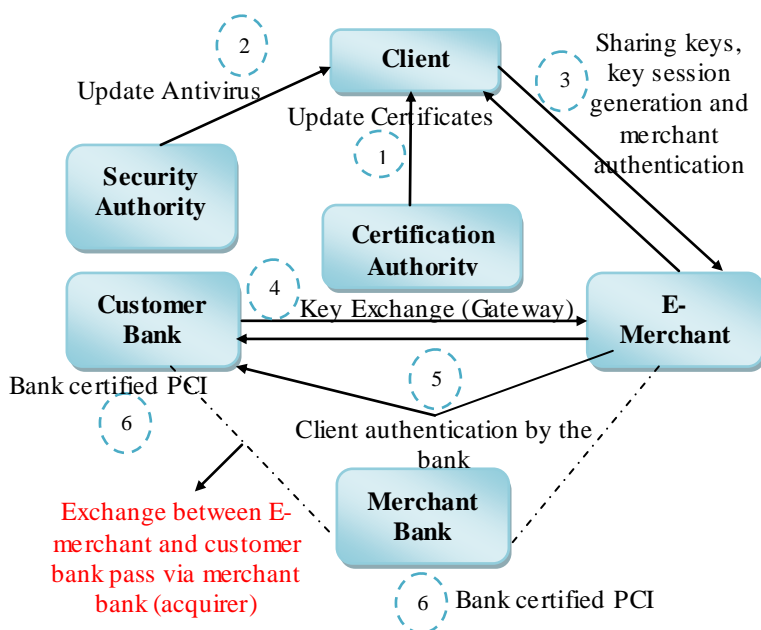 2
Client
Sharing keys,
key session
generation and
merchant
authentication
3
Update Antivirus
Update Certificates
1
Security
Authority
Certification
Authority
Customer
Bank
4
Key Exchange (Gateway)
E-
Merchant
Bank certified PCI
6
5
Client authentication by the
bank
Exchange between E-
merchant and customer
bank pass via merchant
bank (acquirer)
Merchant
Bank
6
Bank certified PCI